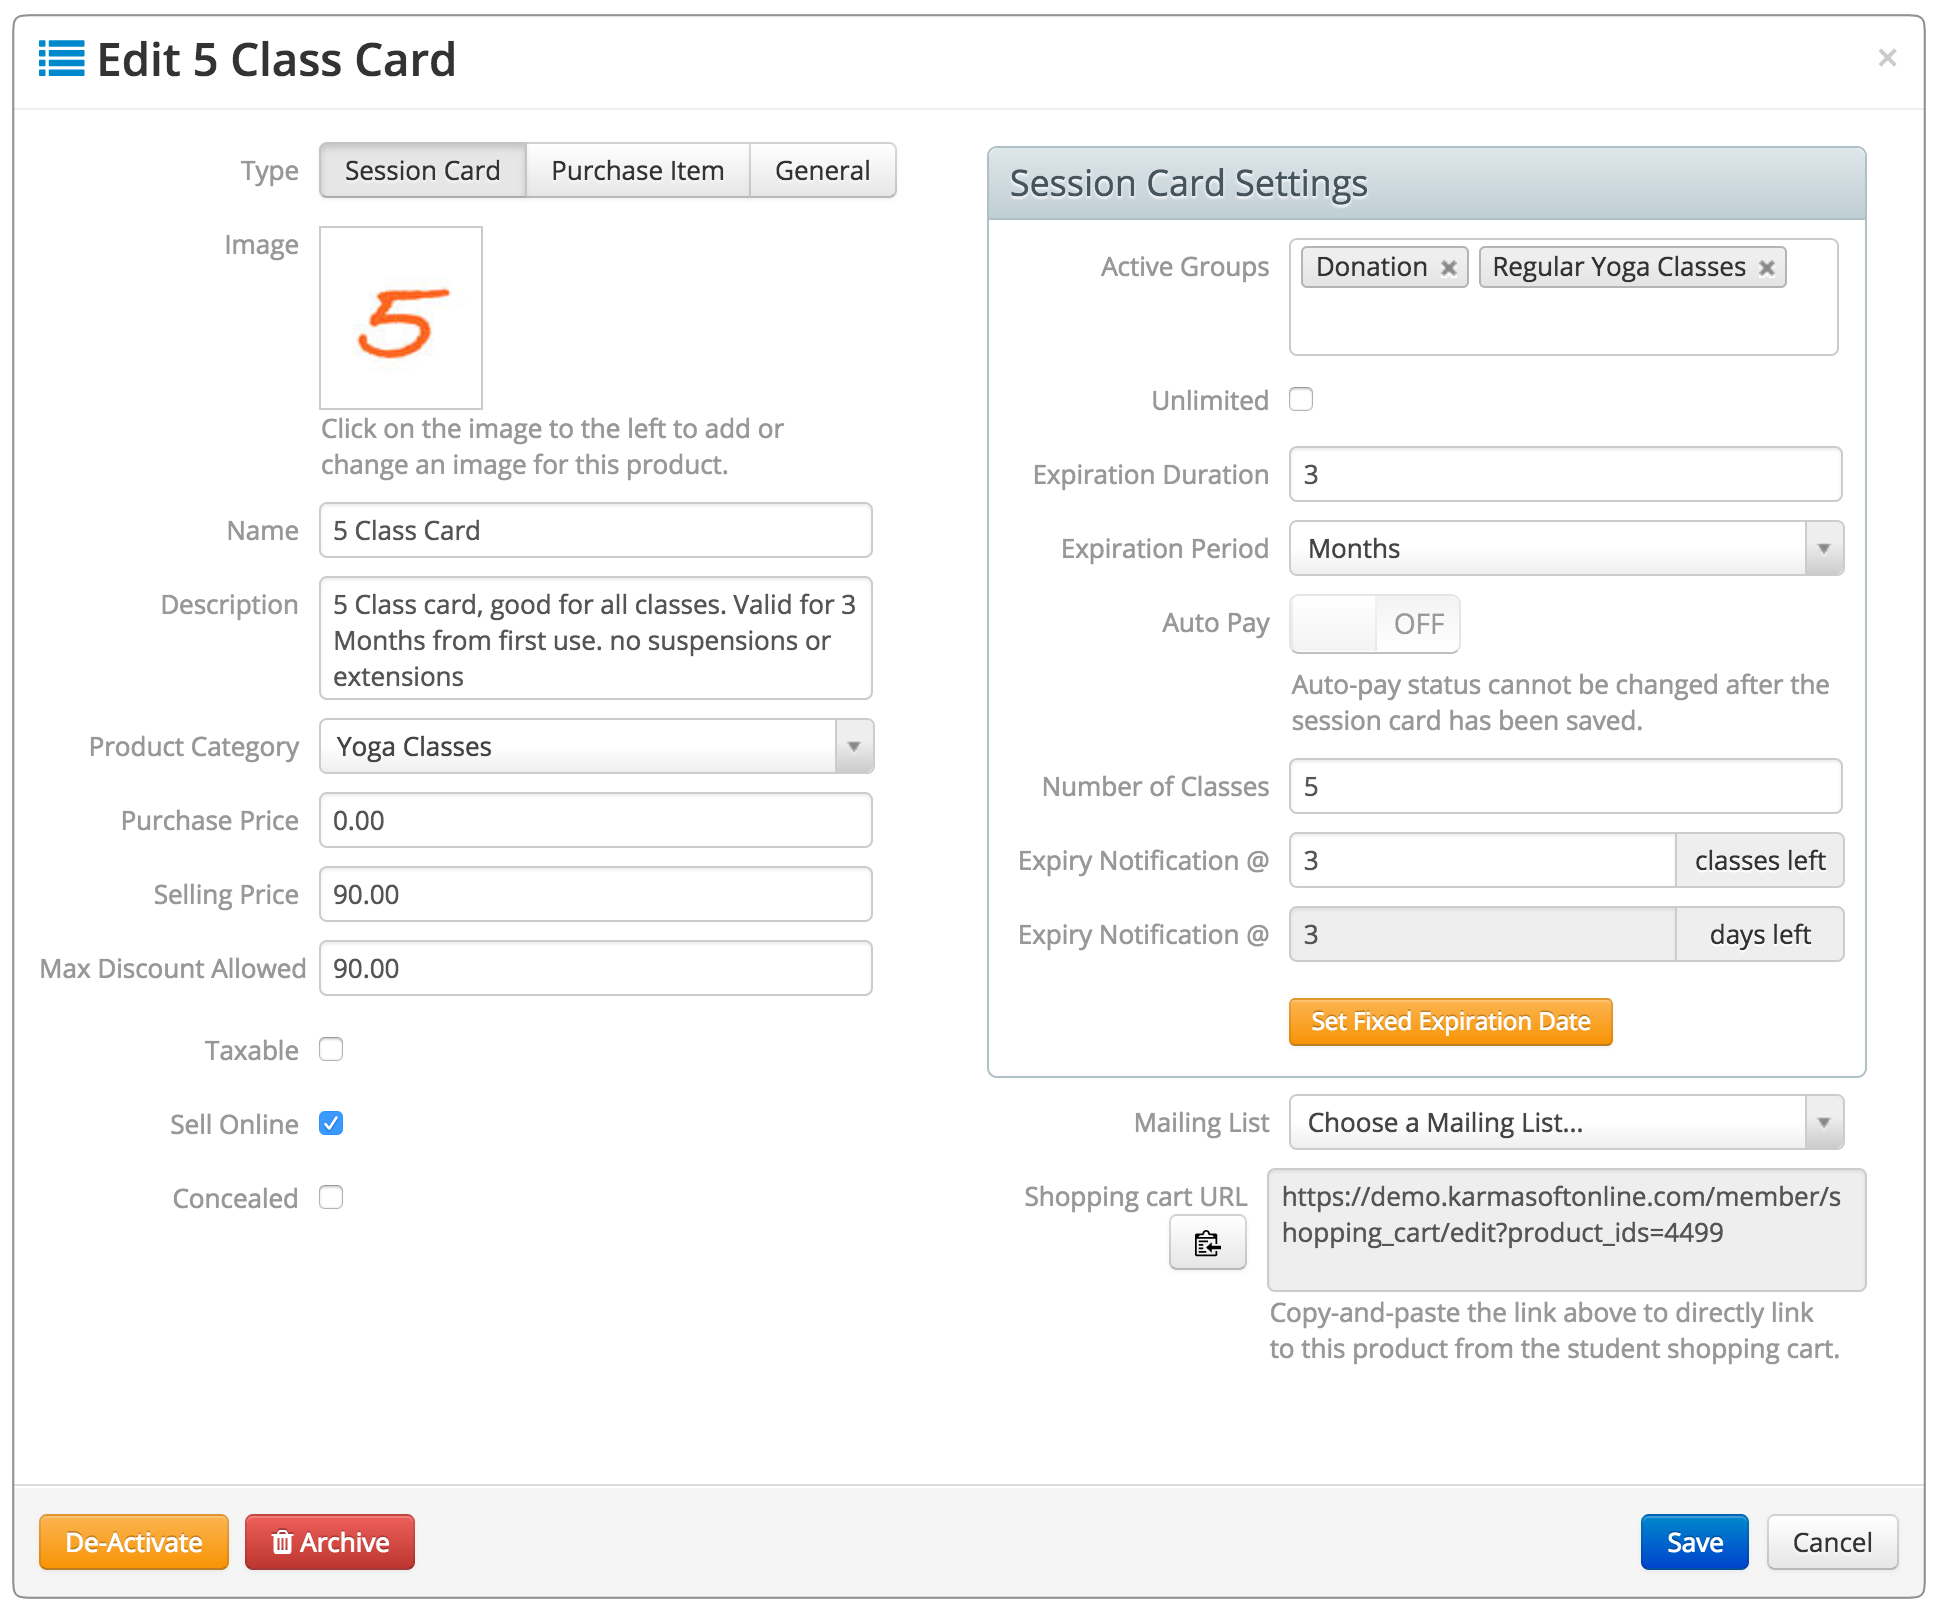 Edit 5 Class Card
×
Type
Session Card
Purchase Item
General
Image
5
Click on the image to the left to add or
change an image for this product.
Name
5 Class Card
Description
5 Class card, good for all classes. Valid for 3
Months from first use. no suspensions or
extensions
Product Category
Yoga Classes
Purchase Price
0.00
Selling Price
90.00
Max Discount Allowed
90.00
Taxable
Sell Online
Concealed
Session Card Settings
Active Groups
Donation ×
Regular Yoga Classes ×
Unlimited
Expiration Duration
3
Expiration Period
Months
Auto Pay
OFF
Auto-pay status cannot be changed after the
session card has been saved.
Number of Classes
5
Expiry Notification @
3
classes left
Expiry Notification @
3
days left
Set Fixed Expiration Date
Mailing List
Choose a Mailing List...
Shopping cart URL
https://demo.karmasoftonline.com/member/s
hopping_cart/edit?product_ids=4499
Copy-and-paste the link above to directly link
to this product from the student shopping cart.
De-Activate
Archive
Save
Cancel